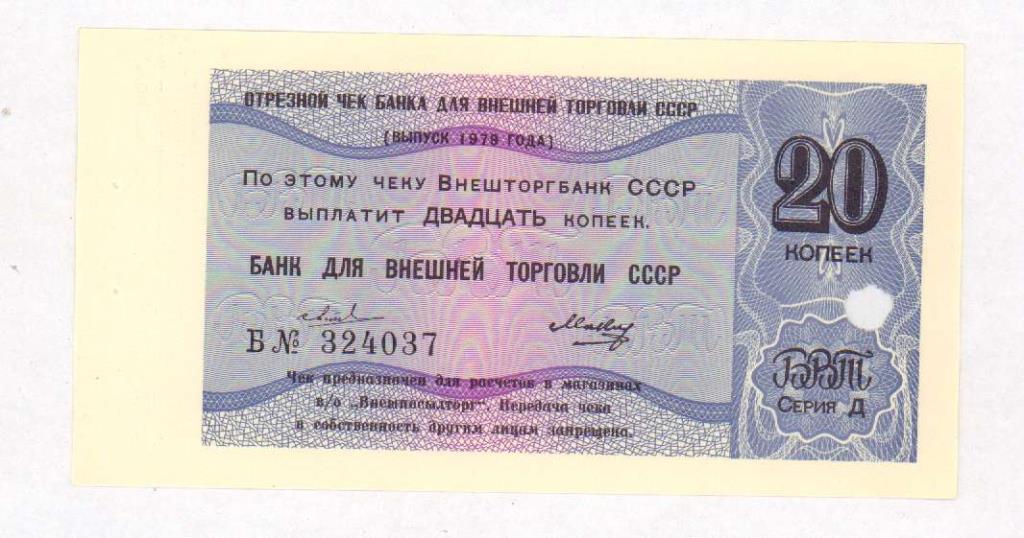 ОТРЕЗНОЙ ЧЕК БАНКА ДЛЯ ВНЕШНЕЙ ТОРГОВЛИ СССР
(ВЫПУСК 1979 ГОДА)
По этому чеку Внешторгбанк СССР
выплатит ДВАДЦАТЬ копеек.
БАНК ДЛЯ ВНЕШНЕЙ ТОРГОВЛИ СССР
Б № 324037
Чек предназначен для расчетов в магазинах
в/о „Внешпосылторг". Передача чека
в собственность другим лицам запрещена.
20
КОПЕЕК
БВТ
Серия Д